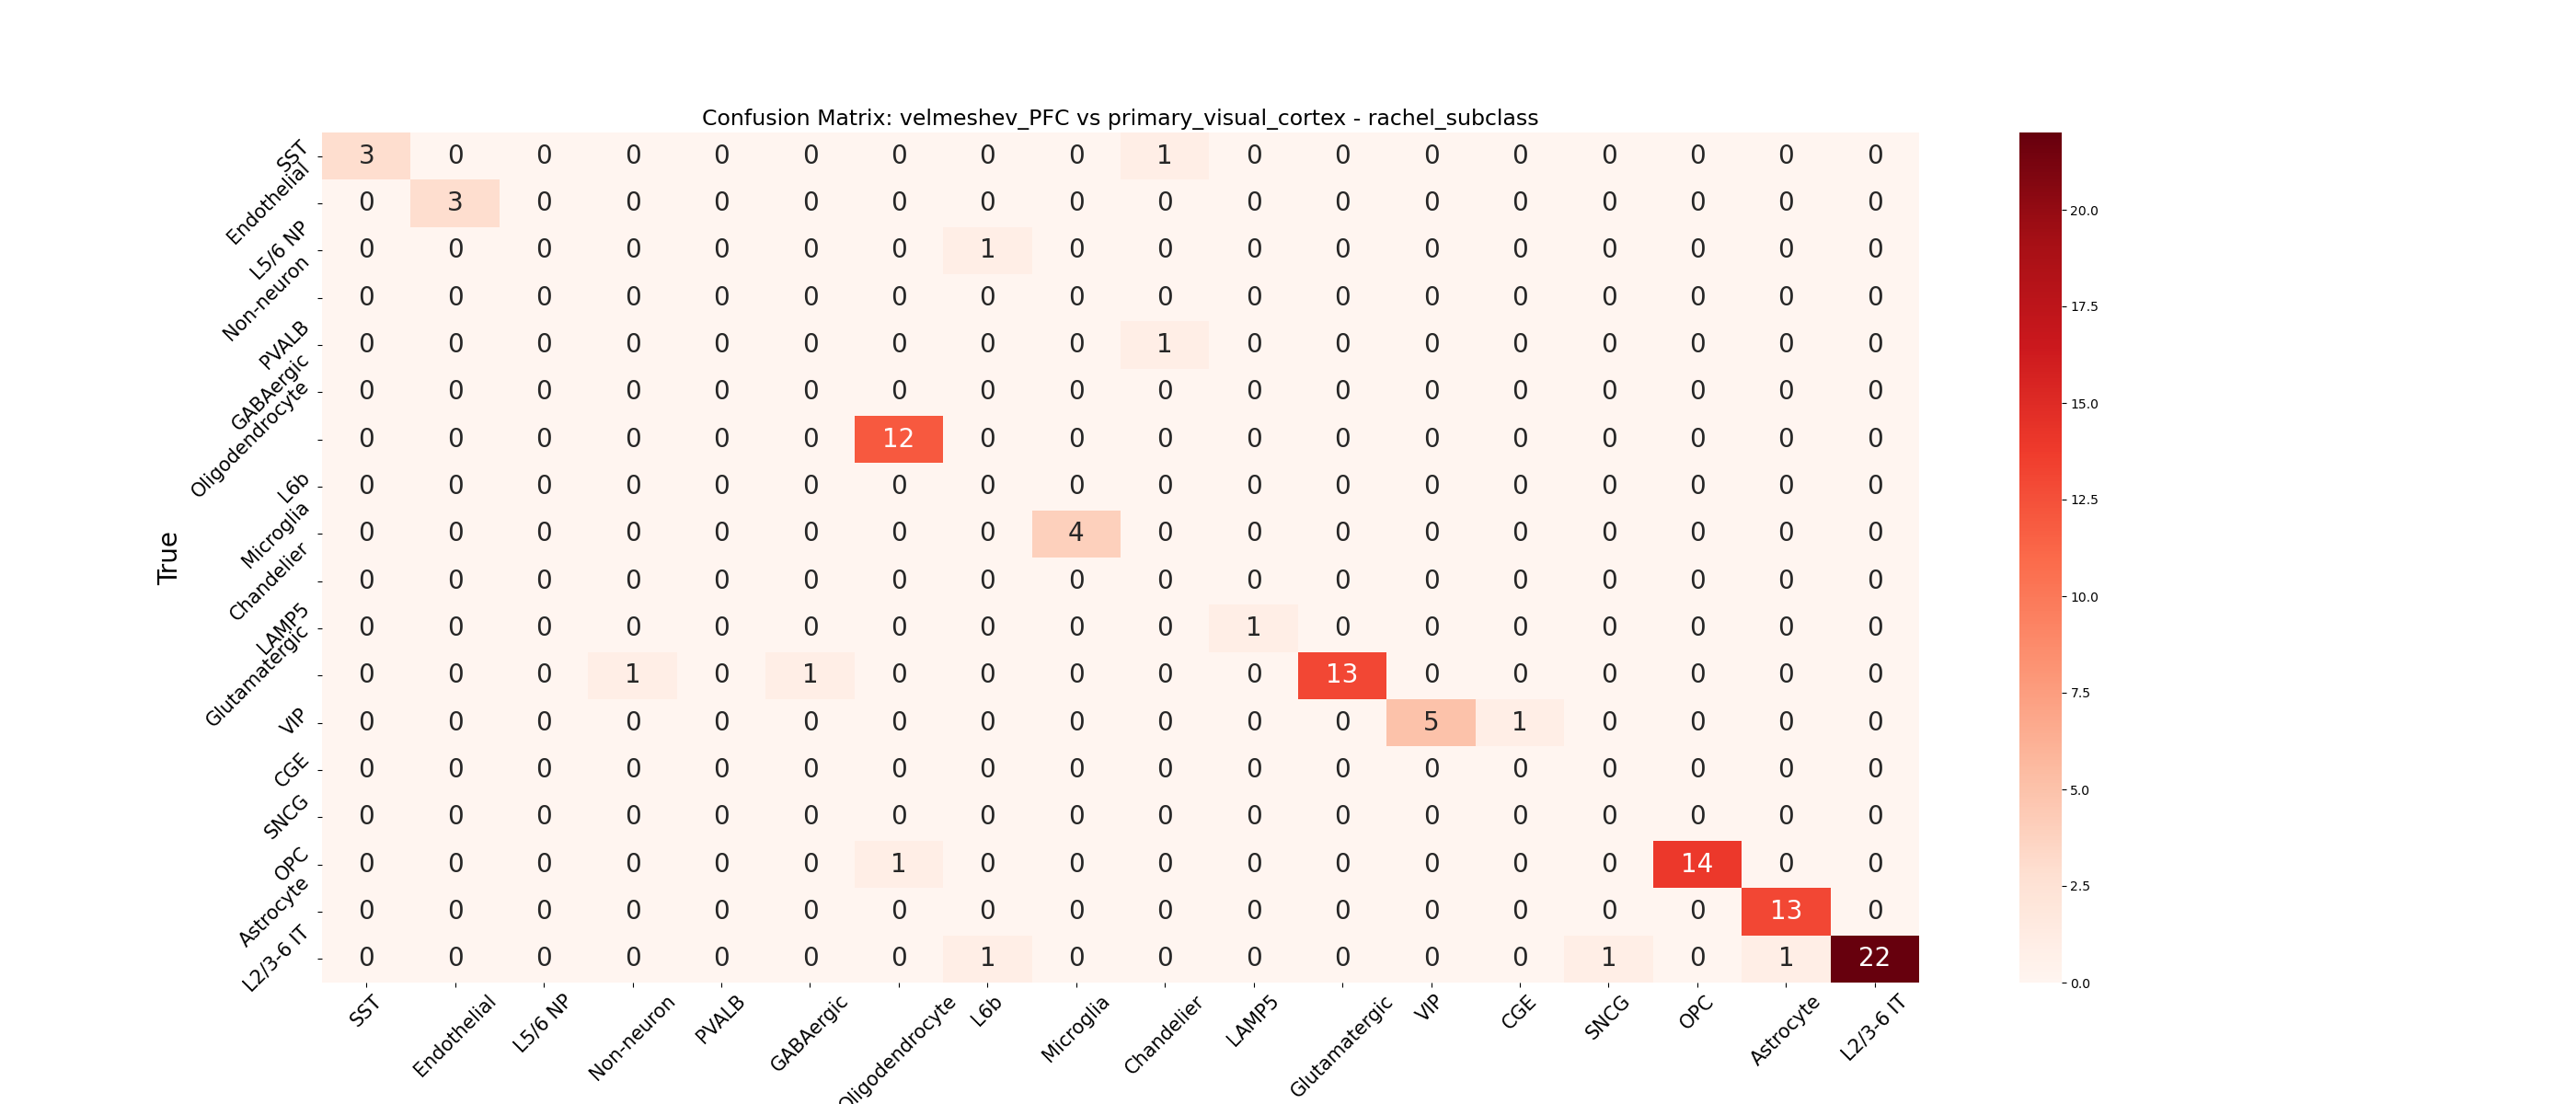 Confusion Matrix: velmeshev_PFC vs primary_visual_cortex - rachel_subclass
True
SST 3 0 0 0 0 0 0 0 0 1 0 0 0 0 0 0 0 0
Endothelial 0 3 0 0 0 0 0 0 0 0 0 0 0 0 0 0 0 0
L5/6 NP 0 0 0 0 0 0 0 1 0 0 0 0 0 0 0 0 0 0
Non-neuron 0 0 0 0 0 0 0 0 0 0 0 0 0 0 0 0 0 0
PVALB 0 0 0 0 0 0 0 0 0 1 0 0 0 0 0 0 0 0
GABAergic 0 0 0 0 0 0 0 0 0 0 0 0 0 0 0 0 0 0
Oligodendrocyte 0 0 0 0 0 0 12 0 0 0 0 0 0 0 0 0 0 0
L6b 0 0 0 0 0 0 0 0 0 0 0 0 0 0 0 0 0 0
Microglia 0 0 0 0 0 0 0 0 4 0 0 0 0 0 0 0 0 0
Chandelier 0 0 0 0 0 0 0 0 0 0 0 0 0 0 0 0 0 0
LAMP5 0 0 0 0 0 0 0 0 0 0 1 0 0 0 0 0 0 0
Glutamatergic 0 0 0 1 0 1 0 0 0 0 0 13 0 0 0 0 0 0
VIP 0 0 0 0 0 0 0 0 0 0 0 0 5 1 0 0 0 0
CGE 0 0 0 0 0 0 0 0 0 0 0 0 0 0 0 0 0 0
SNCG 0 0 0 0 0 0 0 0 0 0 0 0 0 0 0 0 0 0
OPC 0 0 0 0 0 0 1 0 0 0 0 0 0 0 0 14 0 0
Astrocyte 0 0 0 0 0 0 0 0 0 0 0 0 0 0 0 0 13 0
L2/3-6 IT 0 0 0 0 0 0 0 1 0 0 0 0 0 0 1 0 1 22
SST Endothelial L5/6 NP Non-neuron PVALB GABAergic Oligodendrocyte L6b Microglia Chandelier LAMP5 Glutamatergic VIP CGE SNCG OPC Astrocyte L2/3-6 IT
20.0
17.5
15.0
12.5
10.0
7.5
5.0
2.5
0.0